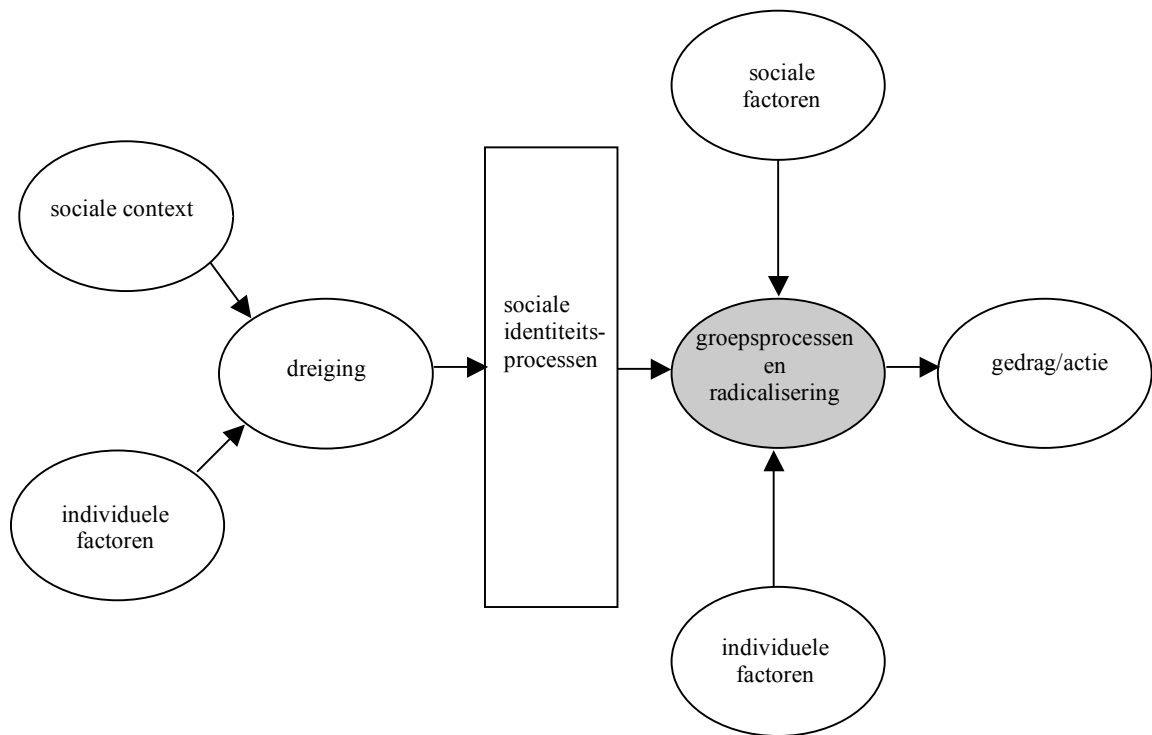 sociale
factoren
sociale context
sociale
identiteits-
processen
groepsprocessen
en
radicalisering
dreiging
gedrag/actie
individuele
factoren
individuele
factoren